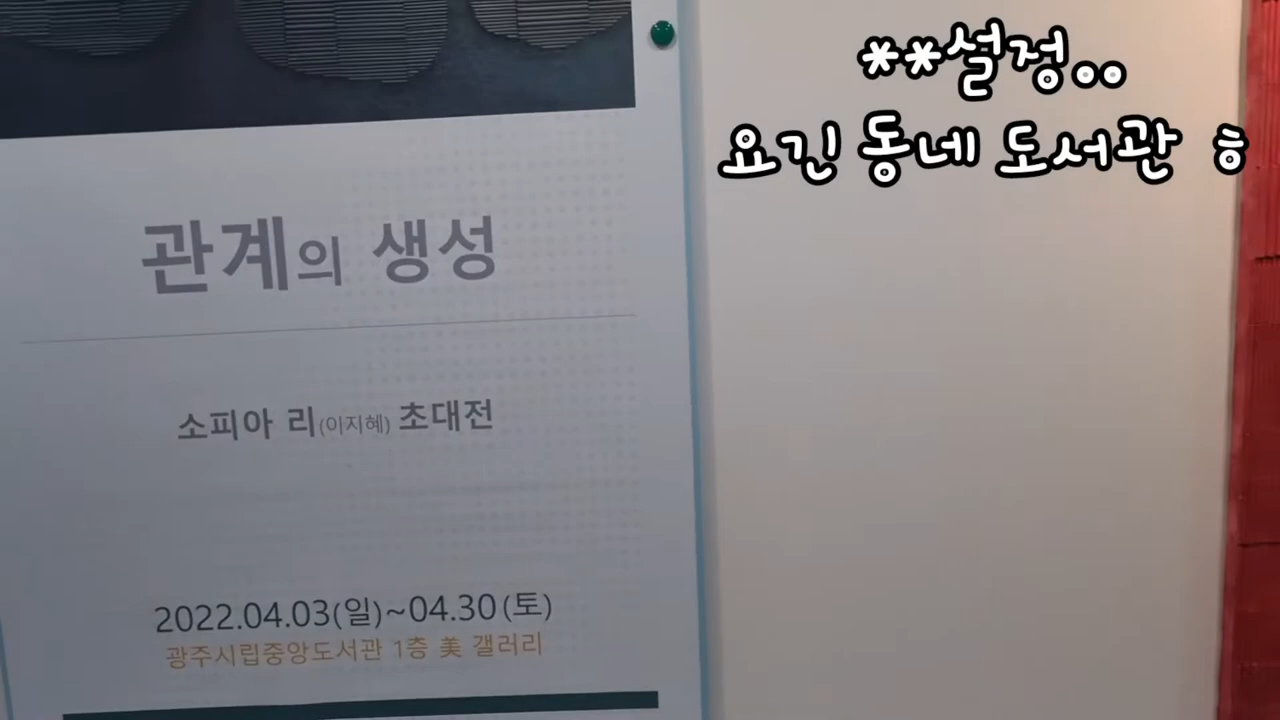 **설정..
요긴 동네 도서관 ㅎ
관계의 생성
소피아 리(이지혜) 초대전
2022.04.03(일)~04.30(토)
광주시립중앙도서관 1층 美 갤러리